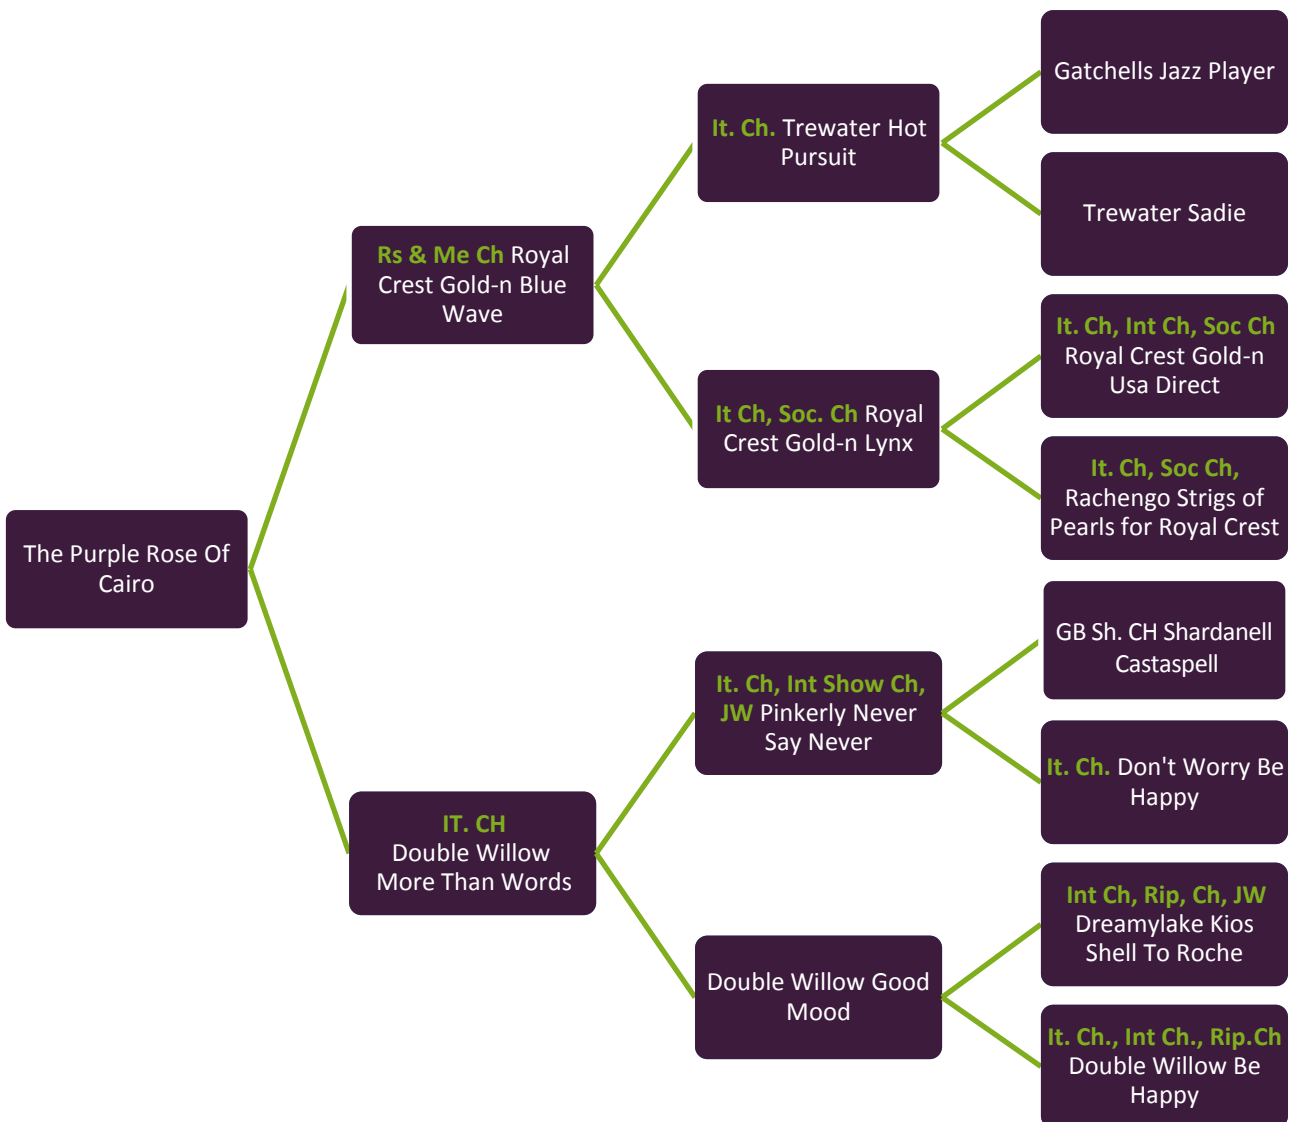 Gatchells Jazz Player
It. Ch. Trewater Hot
Pursuit
Trewater Sadie
Rs & Me Ch Royal
Crest Gold-n Blue
Wave
It. Ch, Int Ch, Soc Ch
Royal Crest Gold-n
Usa Direct
It Ch, Soc. Ch Royal
Crest Gold-n Lynx
It. Ch, Soc Ch,
Rachengo Strigs of
Pearls for Royal Crest
The Purple Rose Of
Cairo
GB Sh. CH Shardanell
Castaspell
It. Ch, Int Show Ch,
JW Pinkerly Never
Say Never
It. Ch. Don't Worry Be
Happy
IT. CH
Double Willow
More Than Words
Int Ch, Rip, Ch, JW
Dreamylake Kios
Shell To Roche
Double Willow Good
Mood
It. Ch., Int Ch., Rip.Ch
Double Willow Be
Happy